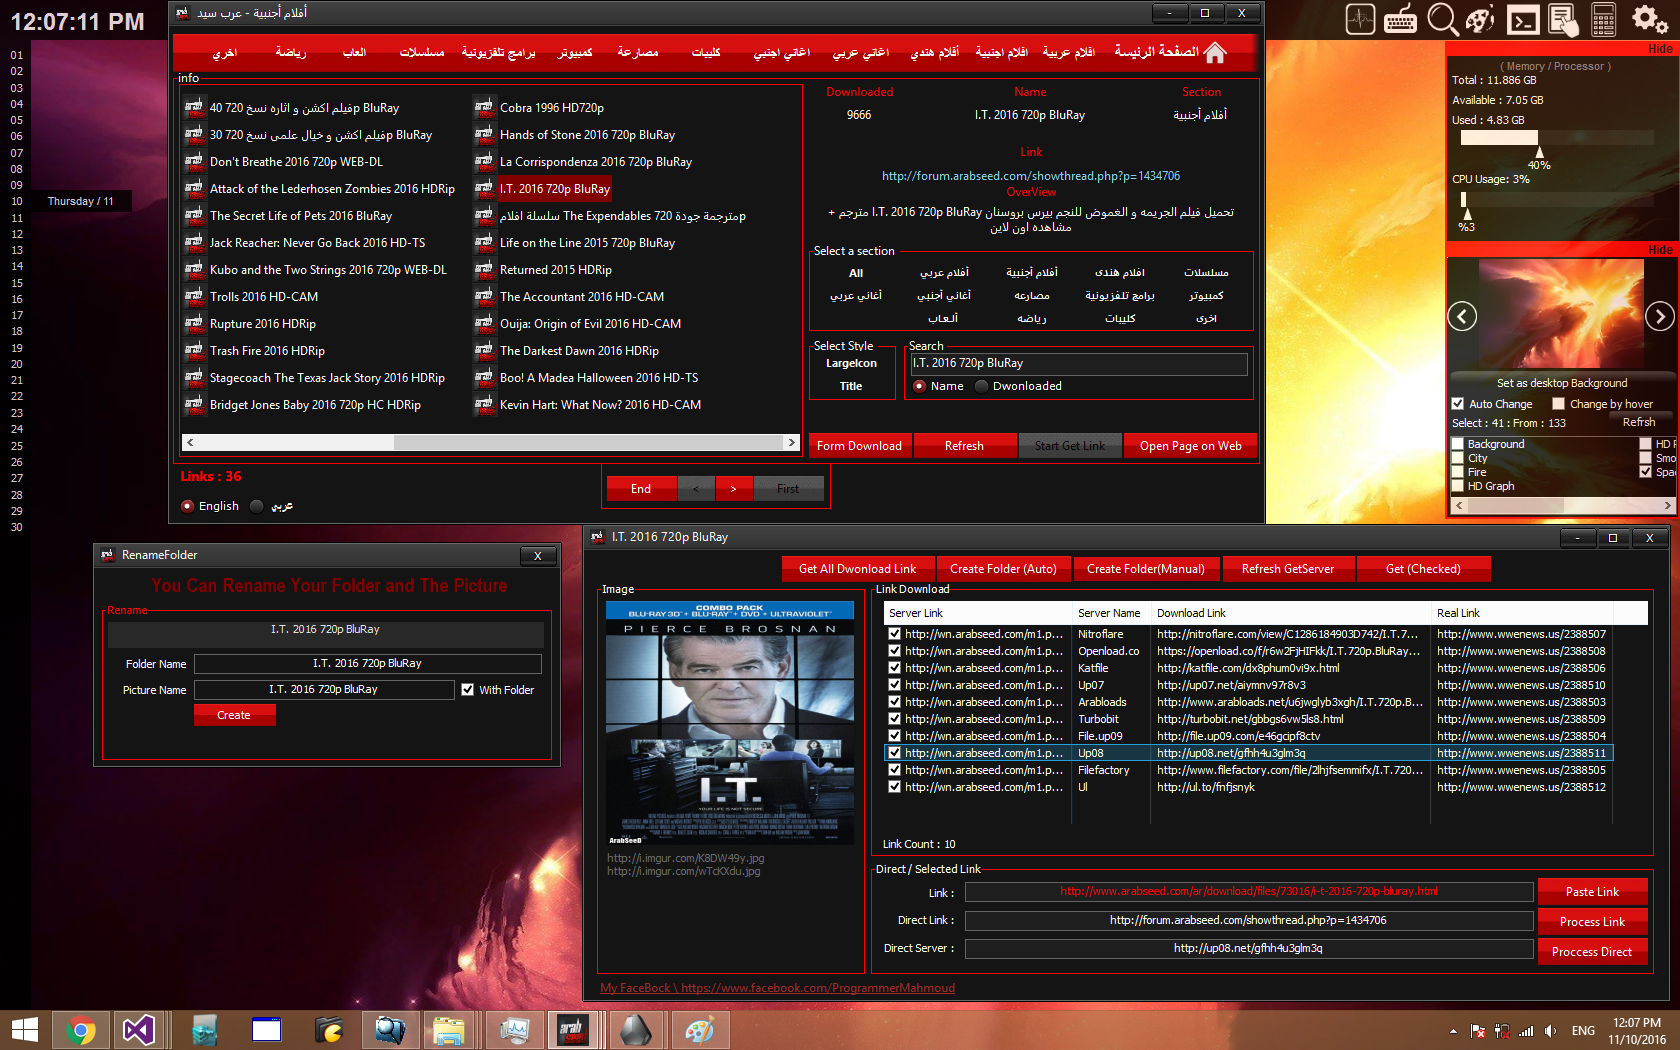 12:07:11 PM
01
02
03
04
05
06
07
08
09
10
11
12
13
14
15
16
17
18
19
20
21
22
23
24
25
26
27
28
29
30
Thursday / 11
أفلام أجنبية - عرب سيد
- X
الصفحة الرئيسة افلام عربية افلام اجنبية أفلام هندي اغاني عربي اغاني اجنبي كليبات مصارعة كمبيوتر برامج تلفزيونية مسلسلات العاب رياضة اخري
info
40 فيلم اكشن و اثاره نسخ 720p BluRay
30 فيلم اكشن و خيال علمى نسخ 720p BluRay
Don't Breathe 2016 720p WEB-DL
Attack of the Lederhosen Zombies 2016 HDRip
The Secret Life of Pets 2016 BluRay
Jack Reacher: Never Go Back 2016 HD-TS
Kubo and the Two Strings 2016 720p WEB-DL
Trolls 2016 HD-CAM
Rupture 2016 HDRip
Trash Fire 2016 HDRip
Stagecoach The Texas Jack Story 2016 HDRip
Bridget Jones Baby 2016 720p HC HDRip
Cobra 1996 HD720p
Hands of Stone 2016 720p BluRay
La Corrispondenza 2016 720p BluRay
I.T. 2016 720p BluRay
سلسلة افلام The Expendables مترجمة جودة 720p
Life on the Line 2015 720p BluRay
Returned 2015 HDRip
The Accountant 2016 HD-CAM
Ouija: Origin of Evil 2016 HD-CAM
The Darkest Dawn 2016 HDRip
Boo! A Madea Halloween 2016 HD-TS
Kevin Hart: What Now? 2016 HD-CAM
Downloaded Name Section
9666 I.T. 2016 720p BluRay أفلام أجنبية
Link
http://forum.arabseed.com/showthread.php?p=1434706
OverView
تحميل فيلم الجريمه و الغموض للنجم بيرس بروسنان I.T. 2016 720p BluRay مترجم +
مشاهده اون لاين
Select a section
All أفلام عربي أفلام أجنبية افلام هندى مسلسلات
أغاني عربي أغاني أجنبي مصارعه برامج تلفزيونية كمبيوتر
ألـعـاب رياضه كليبات اخرى
Select Style
LargeIcon
Title
Search
I.T. 2016 720p BluRay
Name Dwonloaded
Form Download Refresh Start Get Link Open Page on Web
Links : 36
End < > First
English عربي
Hide
( Memory / Processor )
Total : 11.886 GB
Available : 7.05 GB
Used : 4.83 GB
40%
CPU Usage: 3%
%3
Hide
Set as desktop Background
Auto Change Change by hover
Select : 41 : From : 133 Refrsh
Background
City
Fire
HD Graph
HD F
Smo
Spa
RenameFolder X
You Can Rename Your Folder and The Picture
Rename
I.T. 2016 720p BluRay
Folder Name I.T. 2016 720p BluRay
Picture Name I.T. 2016 720p BluRay With Folder
Create
I.T. 2016 720p BluRay
- X
Get All Dwonload Link Create Folder (Auto) Create Folder(Manual) Refresh GetServer Get (Checked)
Image
COMBO PACK
BLU-RAY 3D + BLU-RAY + DVD + ULTRAVIOLET
PIERCE BROSNAN
I.T.
YOUR LIFE IS NOT SECURE.
ArabSeeD
http://i.imgur.com/K8DW49y.jpg
http://i.imgur.com/wTcKXdu.jpg
Link Download
Server Link Server Name Download Link Real Link
http://wn.arabseed.com/m1.p... Nitroflare http://nitroflare.com/view/C1286184903D742/I.T.7... http://www.wwenews.us/2388507
http://wn.arabseed.com/m1.p... Openload.co https://openload.co/f/r6w2FjHIFkk/I.T.720p.BluRay... http://www.wwenews.us/2388508
http://wn.arabseed.com/m1.p... Katfile http://katfile.com/dx8phum0vi9x.html http://www.wwenews.us/2388506
http://wn.arabseed.com/m1.p... Up07 http://up07.net/aiymnv97r8v3 http://www.wwenews.us/2388510
http://wn.arabseed.com/m1.p... Arabloads http://www.arabloads.net/u6jwglyb3xgh/I.T.720p.B... http://www.wwenews.us/2388503
http://wn.arabseed.com/m1.p... Turbobit http://turbobit.net/gbbgs6vw5ls8.html http://www.wwenews.us/2388509
http://wn.arabseed.com/m1.p... File.up09 http://file.up09.com/e46gcipf8ctv http://www.wwenews.us/2388504
http://wn.arabseed.com/m1.p... Up08 http://up08.net/gfhh4u3glm3q http://www.wwenews.us/2388511
http://wn.arabseed.com/m1.p... Filefactory http://www.filefactory.com/file/2lhjfsemmifx/I.T.720... http://www.wwenews.us/2388505
http://wn.arabseed.com/m1.p... Ul http://ul.to/fnfjsnyk http://www.wwenews.us/2388512
Link Count : 10
Direct / Selected Link
Link : http://www.arabseed.com/ar/download/files/73016/i-t-2016-720p-bluray.html Paste Link
Direct Link : http://forum.arabseed.com/showthread.php?p=1434706 Process Link
Direct Server : http://up08.net/gfhh4u3glm3q Proccess Direct
My FaceBock \ https://www.facebook.com/ProgrammerMahmoud
ENG
12:07 PM
11/10/2016